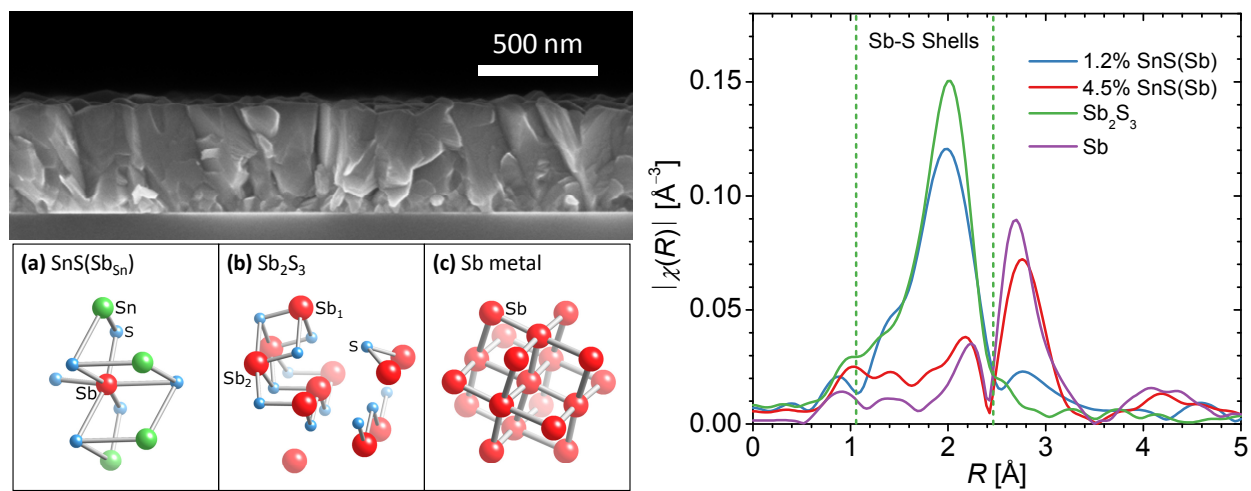 500 nm
(a) SnS(Sb_Sn)
Sn
S
Sb
(b) Sb₂S₃
Sb₁
S
Sb₂
(c) Sb metal
Sb
Sb-S Shells
1.2% SnS(Sb)
4.5% SnS(Sb)
Sb₂S₃
Sb
|χ(R)| [Å⁻³]
0.15
0.10
0.05
0.00
0 1 2 3 4 5
R [Å]